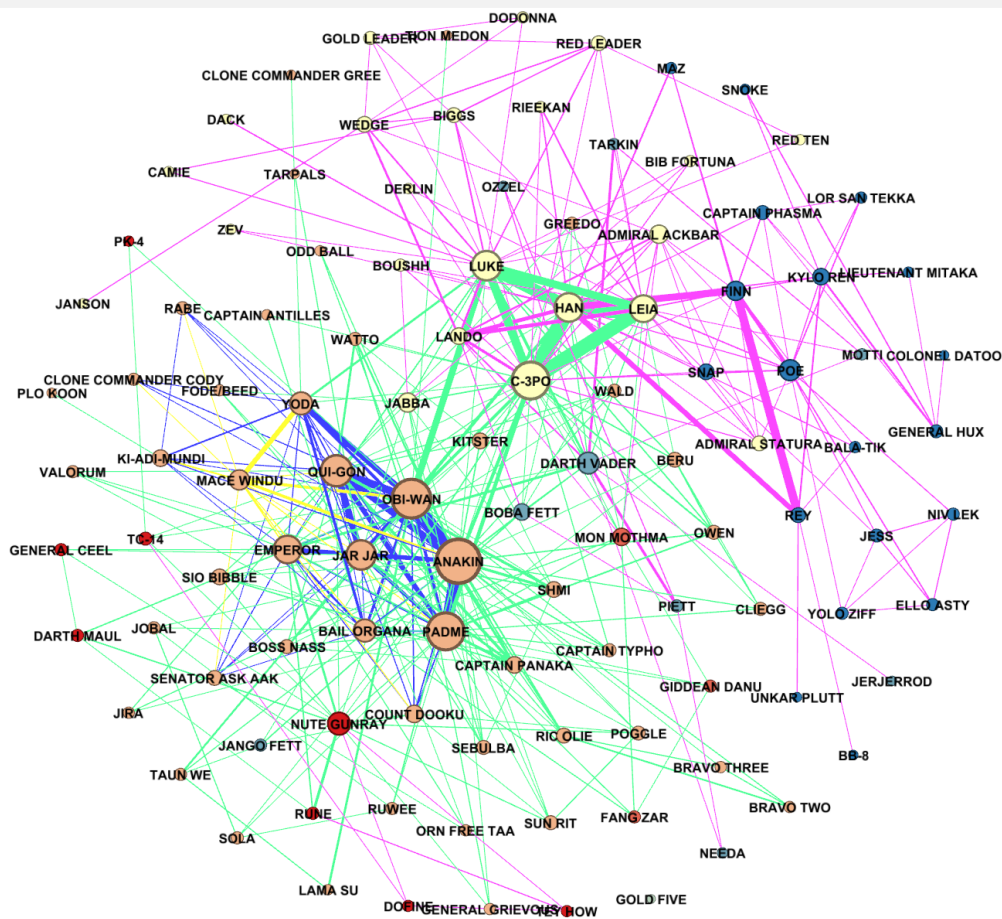 DODONNA
GOLD LEADER
TION MEDON
RED LEADER
CLONE COMMANDER GREE
MAZ
SNOKE
DACK
WEDGE
BIGGS
RIEEKAN
TARKIN
RED TEN
CAMIE
TARPALS
DERLIN
OZZEL
BIB FORTUNA
LOR SAN TEKKA
CAPTAIN PHASMA
ZEV
GREEDO
ADMIRAL ACKBAR
PK-4
ODD BALL
BOUSHH
LUKE
KYLO REN
LIEUTENANT MITAKA
JANSON
RABE
CAPTAIN ANTILLES
HAN
LEIA
FINN
WATTO
LANDO
MOTTI
COLONEL DATOO
CLONE COMMANDER CODY
FODE/BEED
C-3PO
SNAP
POE
PLO KOON
YODA
JABBA
WALD
GENERAL HUX
KITSTER
ADMIRAL STATURA
BALA-TIK
KI-ADI-MUNDI
VALORUM
MACE WINDU
QUI-GON
DARTH VADER
BERU
OBI-WAN
BOBA FETT
REY
NIV LEK
TC-14
GENERAL CEEL
EMPEROR
JAR JAR
ANAKIN
MON MOTHMA
OWEN
JESS
SIO BIBBLE
SHMI
PIETT
CLIEGG
YOLO ZIFF
ELLO ASTY
DARTH MAUL
JOBAL
BAIL ORGANA
PADME
BOSS NASS
CAPTAIN TYPHO
CAPTAIN PANAKA
SENATOR ASK AAK
GIDDEAN DANU
UNKAR PLUTT
JERJERROD
JIRA
COUNT DOOKU
NUTE GUNRAY
JANGO FETT
SEBULBA
RIC OLIE
POGGLE
BB-8
TAUN WE
BRAVO THREE
RUNE
RUWEE
BRAVO TWO
SOLA
ORN FREE TAA
SUN RIT
FANG ZAR
NEEDA
LAMA SU
DOFINE
GENERAL GRIEVOUS
TEY HOW
GOLD FIVE